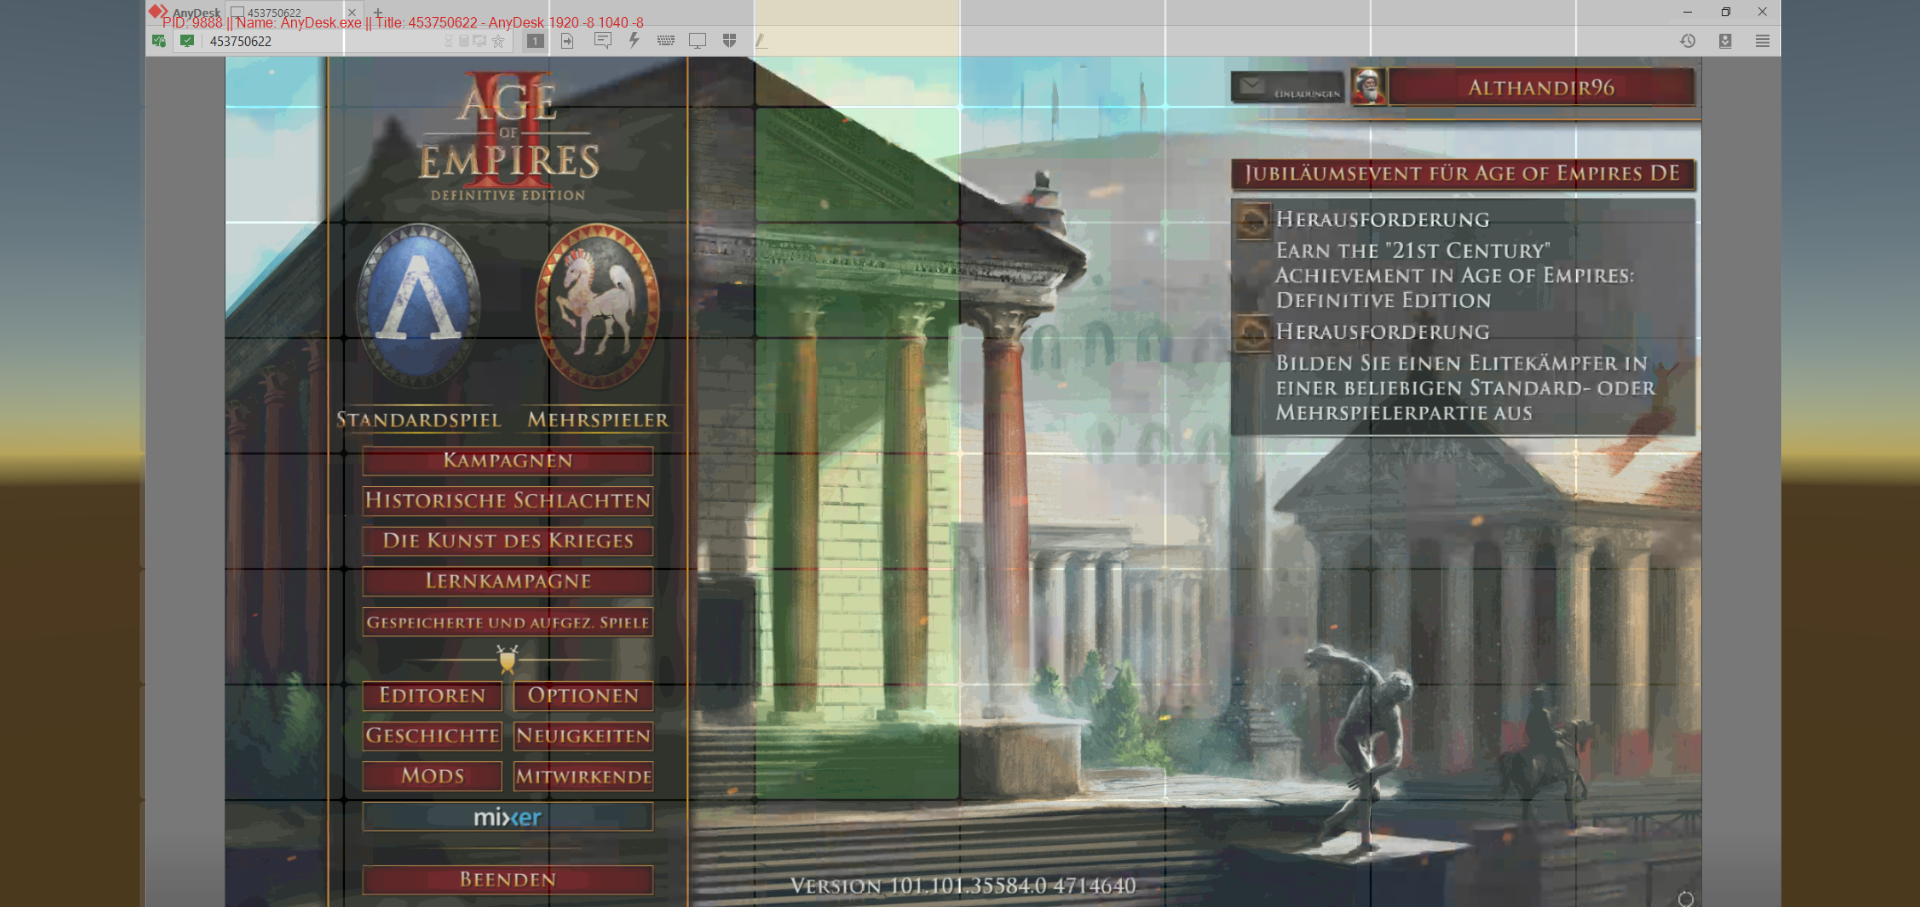 AnyDesk
453750622
PID: 9888 || Name: AnyDesk.exe || Title: 453750622 - AnyDesk 1920 -8 1040 -8
453750622
1
AGE
OF
EMPIRES
II
DEFINITIVE EDITION
STANDARDSPIEL
MEHRSPIELER
KAMPAGNEN
HISTORISCHE SCHLACHTEN
DIE KUNST DES KRIEGES
LERNKAMPAGNE
GESPEICHERTE UND AUFGEZ. SPIELE
EDITOREN
OPTIONEN
GESCHICHTE
NEUIGKEITEN
MODS
MITWIRKENDE
mixer
BEENDEN
VERSION 101.101.35584.0 4714640
EINLADUNGEN
ALTHANDIR96
JUBILÄUMSEVENT FÜR AGE OF EMPIRES DE
HERAUSFORDERUNG
EARN THE "21ST CENTURY"
ACHIEVEMENT IN AGE OF EMPIRES:
DEFINITIVE EDITION
HERAUSFORDERUNG
BILDEN SIE EINEN ELITEKÄMPFER IN
EINER BELIEBIGEN STANDARD- ODER
MEHRSPIELERPARTIE AUS